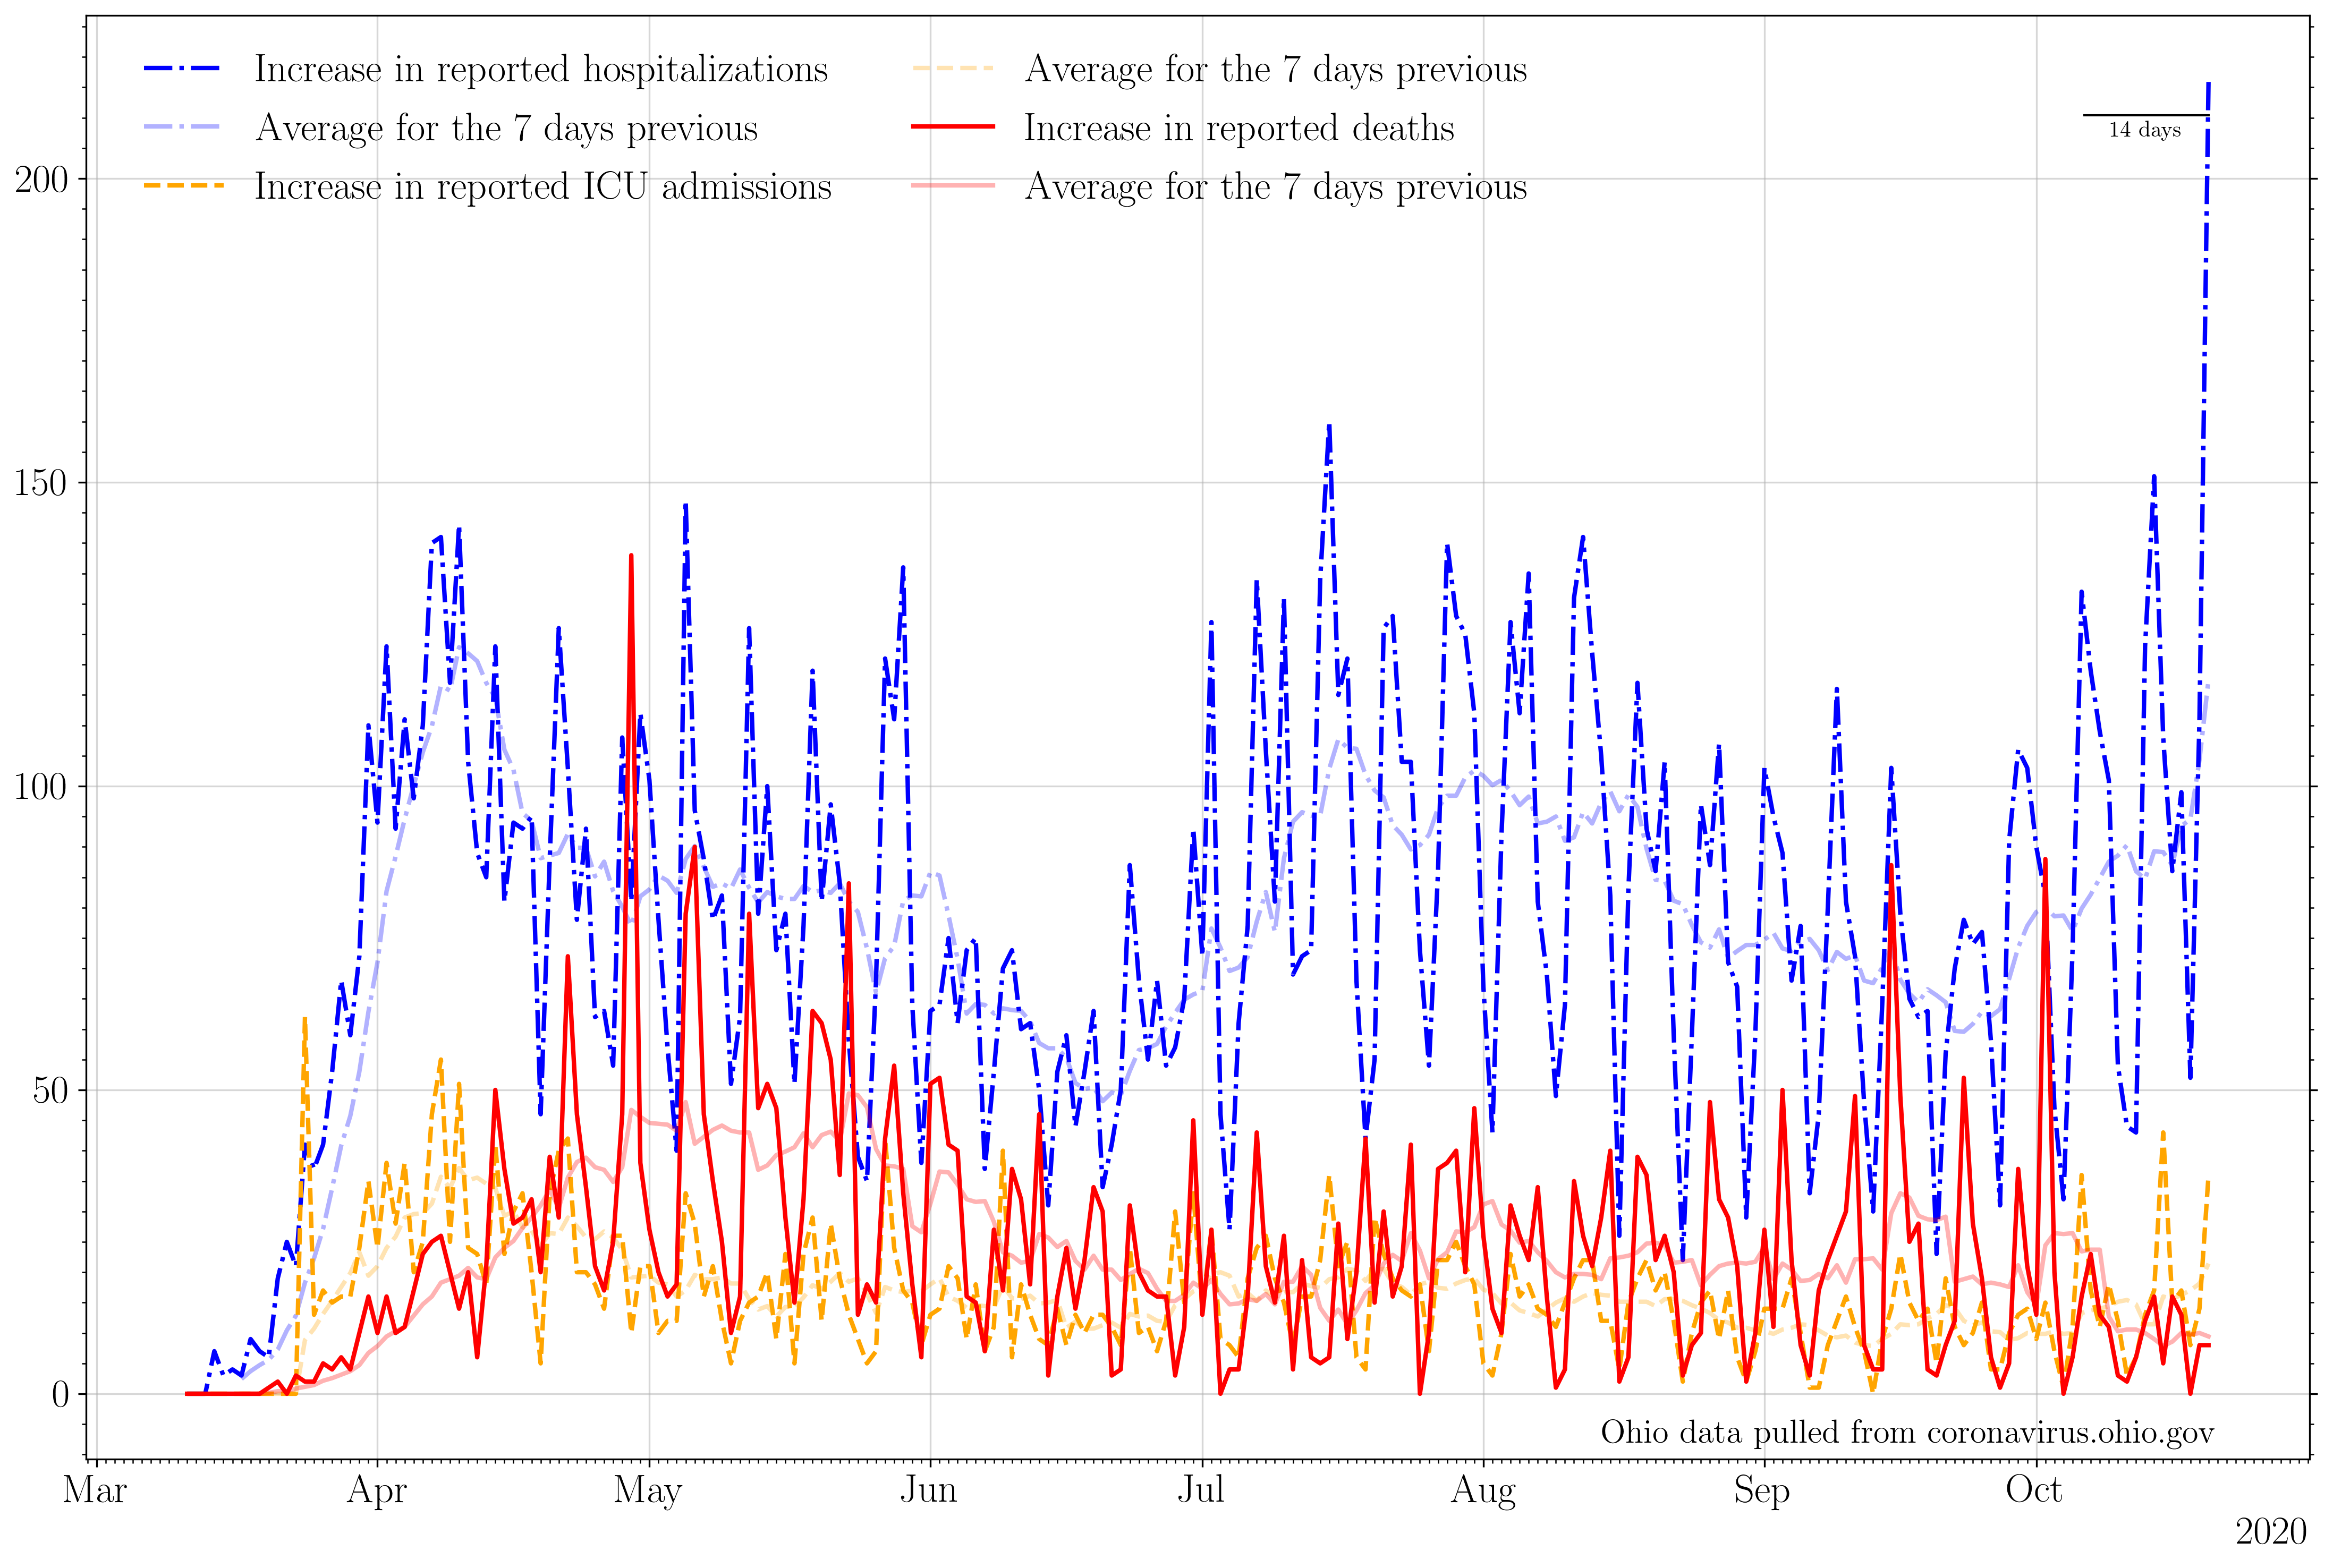 Increase in reported hospitalizations
Average for the 7 days previous
Increase in reported ICU admissions
Average for the 7 days previous
Increase in reported deaths
Average for the 7 days previous
14 days
200
150
100
50
0
Ohio data pulled from coronavirus.ohio.gov
Mar Apr May Jun Jul Aug Sep Oct
2020